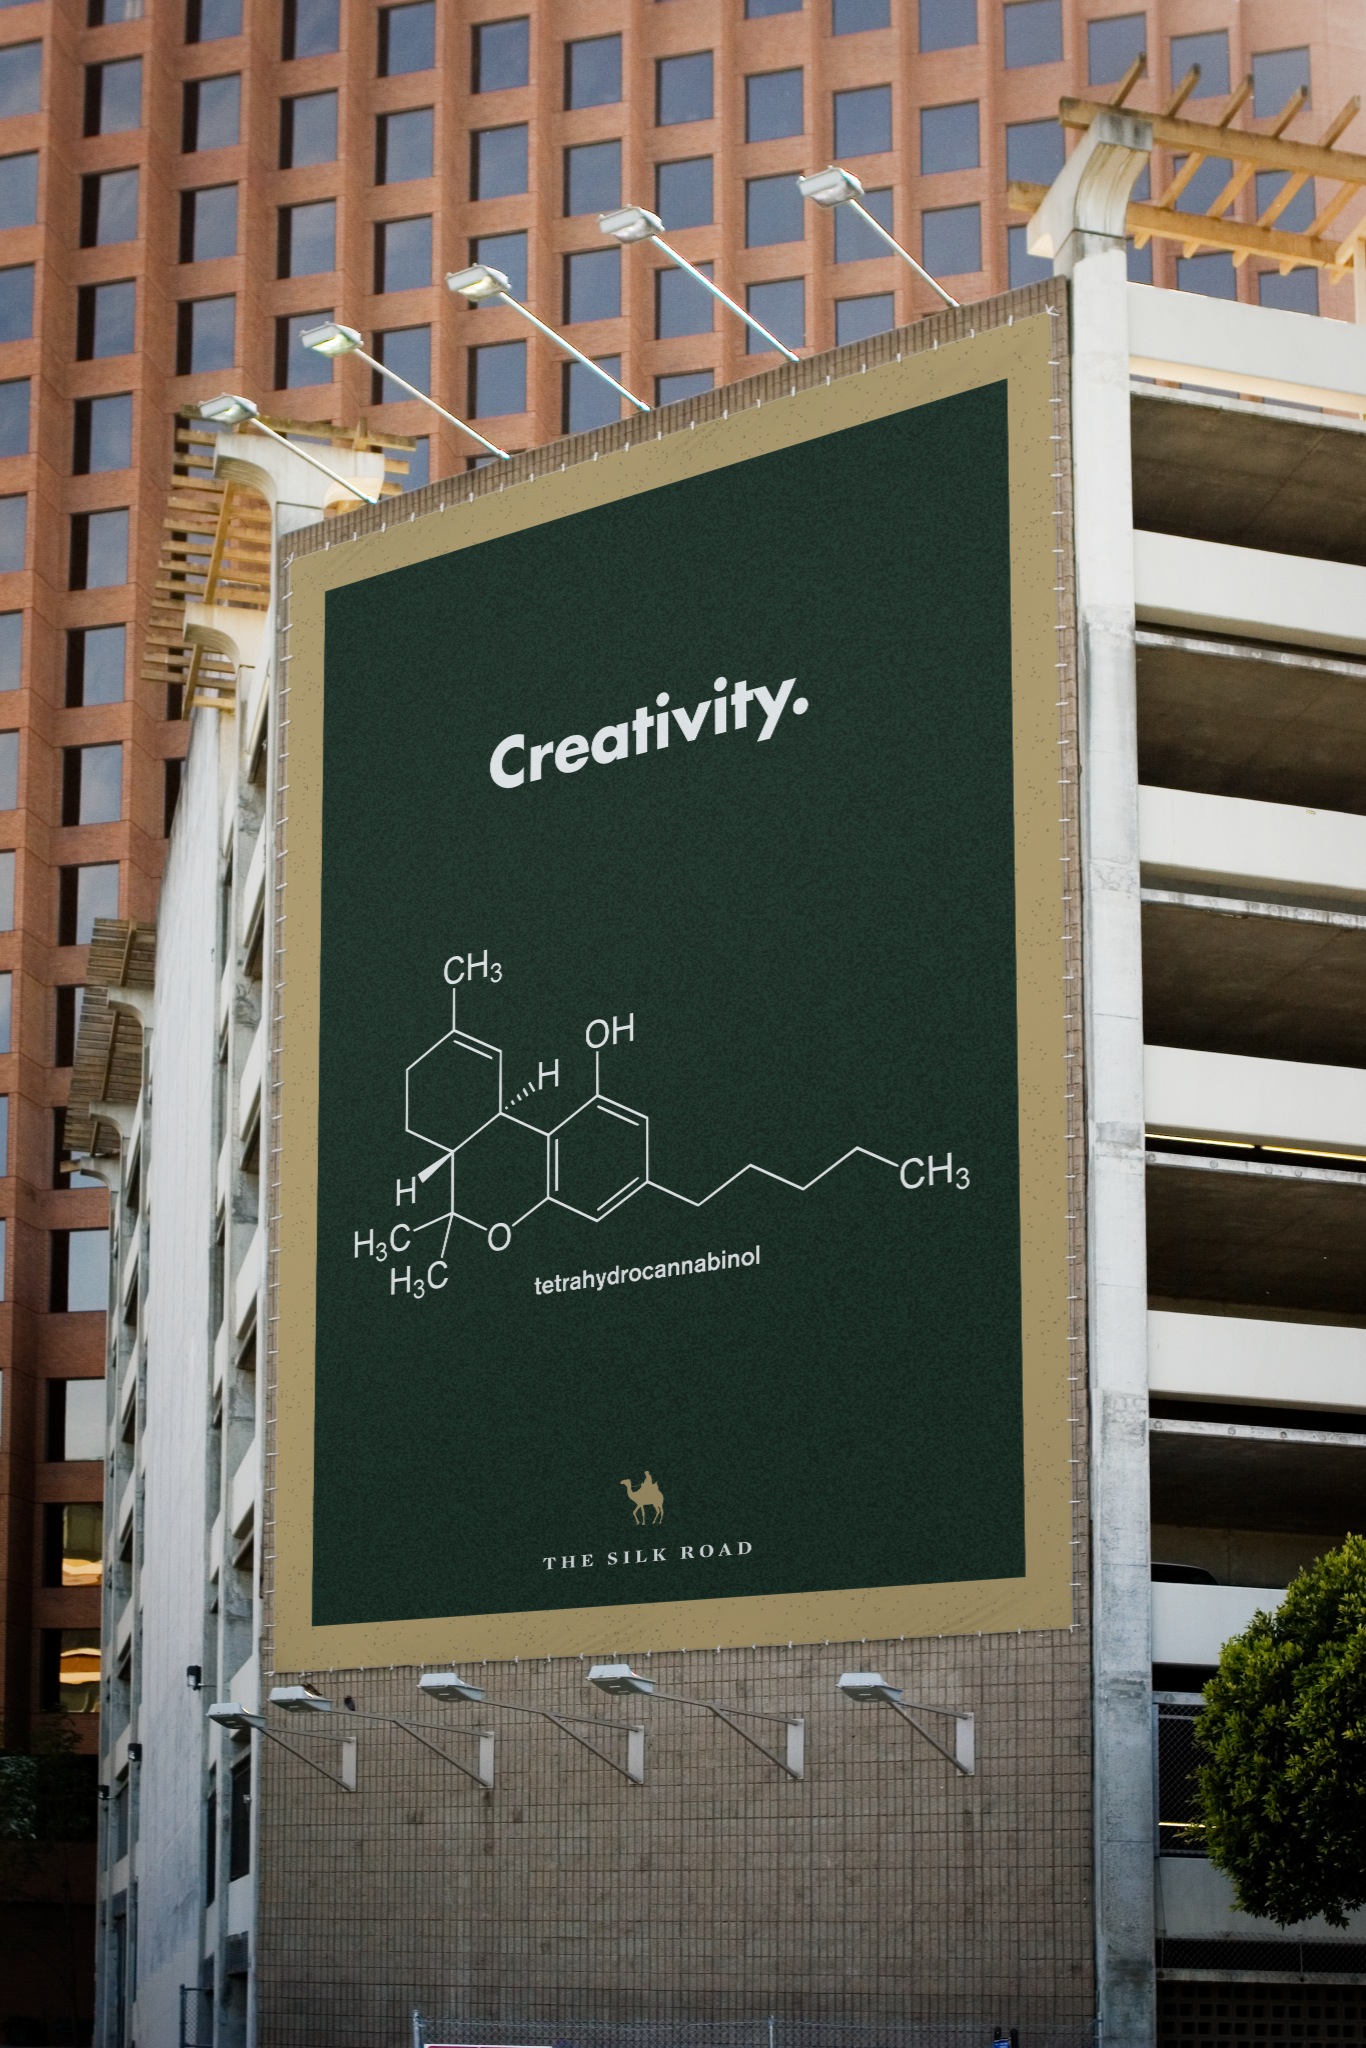 Creativity.
CH₃
OH
H
CH₃
H
H₃C
O
H₃C
tetrahydrocannabinol
THE SILK ROAD